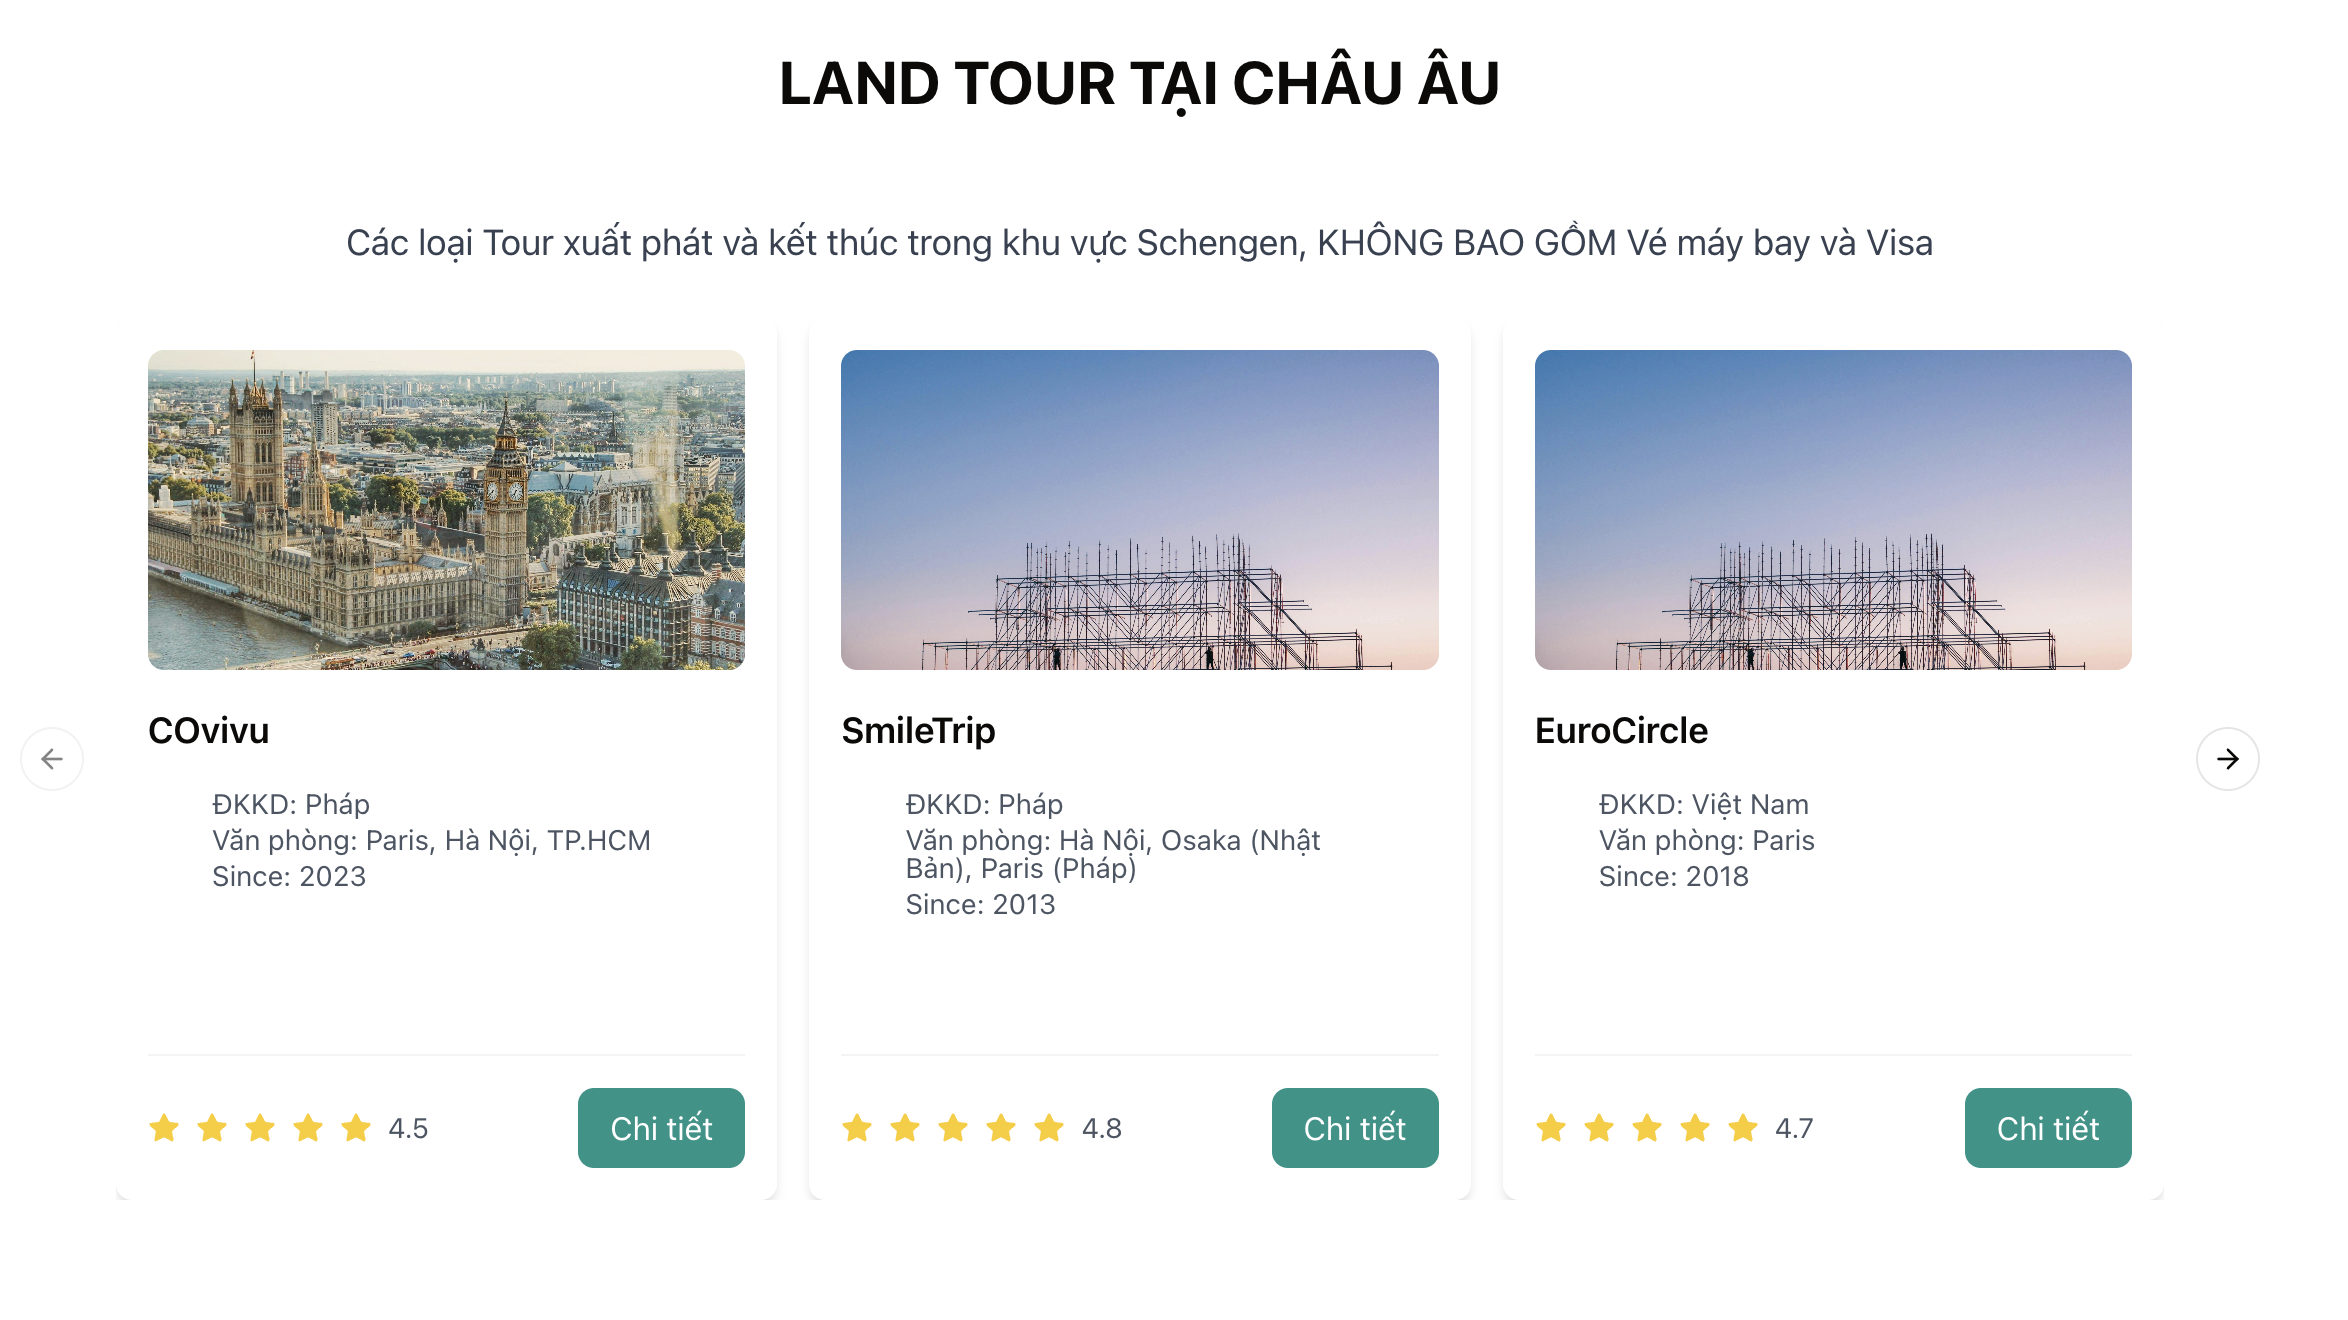 LAND TOUR TẠI CHÂU ÂU
Các loại Tour xuất phát và kết thúc trong khu vực Schengen, KHÔNG BAO GỒM Vé máy bay và Visa
COvivu
ĐKKD: Pháp
Văn phòng: Paris, Hà Nội, TP.HCM
Since: 2023
4.5
Chi tiết
SmileTrip
ĐKKD: Pháp
Văn phòng: Hà Nội, Osaka (Nhật
Bản), Paris (Pháp)
Since: 2013
4.8
Chi tiết
EuroCircle
ĐKKD: Việt Nam
Văn phòng: Paris
Since: 2018
4.7
Chi tiết